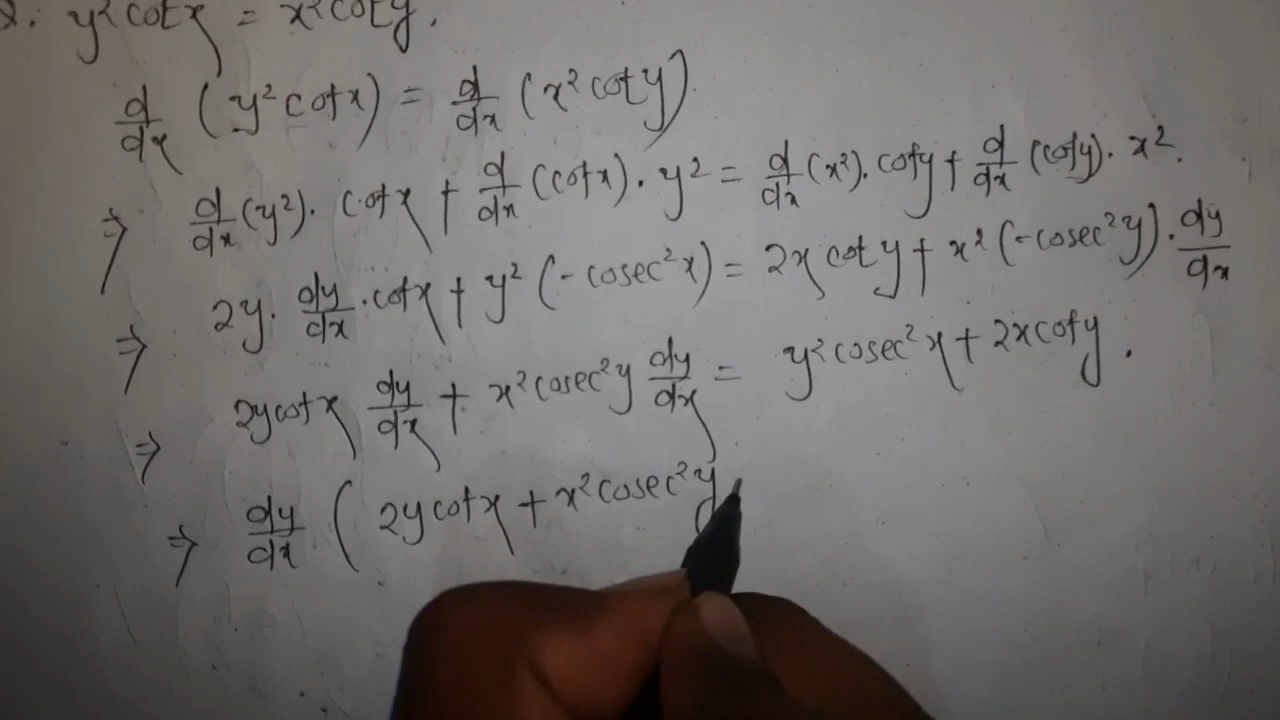 y² cot x = x² cot y.
d/dx (y² cot x) = d/dx (x² cot y)
⇒ d/dx (y²). cot x + d/dx (cot x). y² = d/dx (x²). cot y + d/dx (cot y). x².
⇒ 2y. dy/dx . cot x + y² (-cosec² x) = 2x cot y + x² (-cosec² y). dy/dx
⇒ 2y cot x dy/dx + x² cosec² y dy/dx = y² cosec² x + 2x cot y.
⇒ dy/dx ( 2y cot x + x² cosec² y